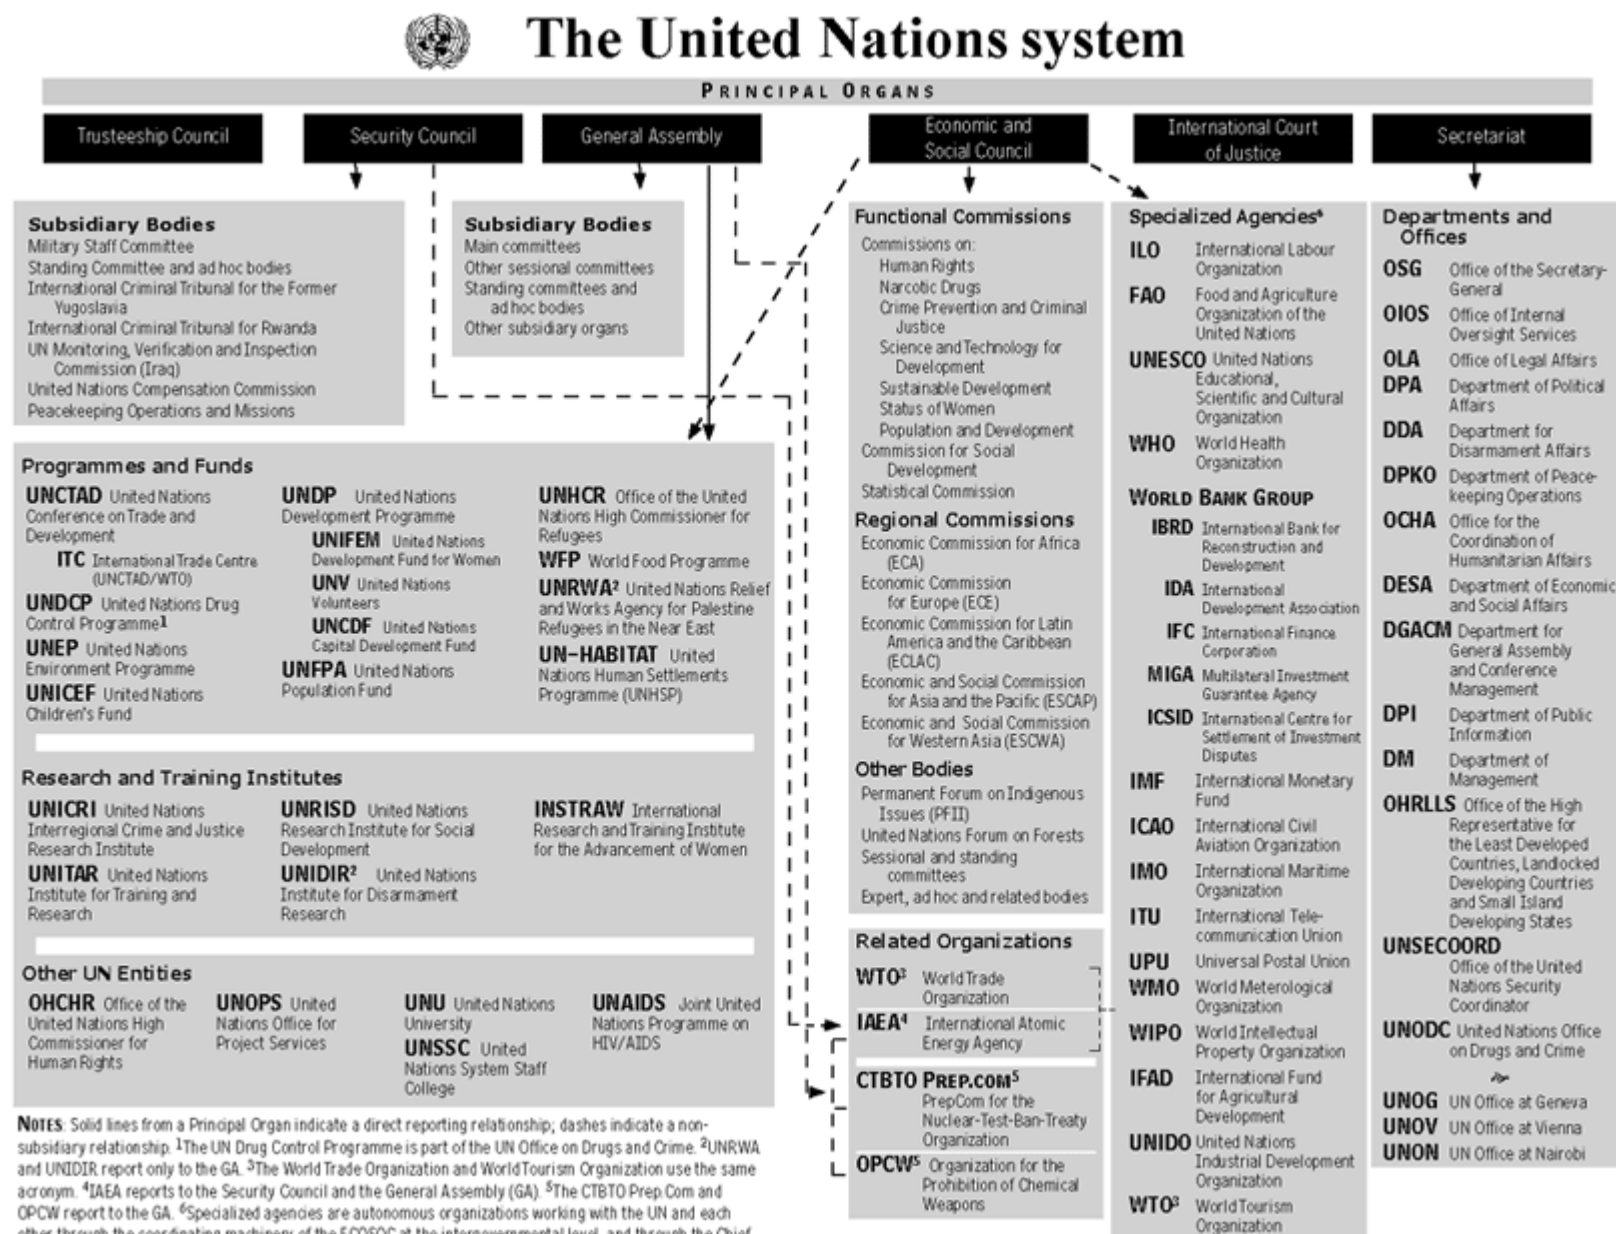 The United Nations system
PRINCIPAL ORGANS
Trusteeship Council
Security Council
General Assembly
Economic and
Social Council
International Court
of Justice
Secretariat
Subsidiary Bodies
Military Staff Committee
Standing Committee and ad hoc bodies
International Criminal Tribunal for the Former
Yugoslavia
International Criminal Tribunal for Rwanda
UN Monitoring, Verification and Inspection
Commission (Iraq)
United Nations Compensation Commission
Peacekeeping Operations and Missions
Subsidiary Bodies
Main committees
Other sessional committees
Standing committees and
ad hoc bodies
Other subsidiary organs
Programmes and Funds
UNCTAD United Nations
Conference on Trade and
Development
ITC International Trade Centre
(UNCTAD/WTO)
UNDCP United Nations Drug
Control Programme1
UNEP United Nations
Environment Programme
UNICEF United Nations
Children's Fund
UNDP United Nations
Development Programme
UNIFEM United Nations
Development Fund for Women
UNV United Nations
Volunteers
UNCDF United Nations
Capital Development Fund
UNFPA United Nations
Population Fund
UNHCR Office of the United
Nations High Commissioner for
Refugees
WFP World Food Programme
UNRWA2 United Nations Relief
and Works Agency for Palestine
Refugees in the Near East
UN-HABITAT United
Nations Human Settlements
Programme (UNHSP)
Research and Training Institutes
UNICRI United Nations
Interregional Crime and Justice
Research Institute
UNITAR United Nations
Institute for Training and
Research
UNRISD United Nations
Research Institute for Social
Development
UNIDIR2 United Nations
Institute for Disarmament
Research
INSTRAW International
Research and Training Institute
for the Advancement of Women
Other UN Entities
OHCHR Office of the
United Nations High
Commissioner for
Human Rights
UNOPS United
Nations Office for
Project Services
UNU United Nations
University
UNSSC United
Nations System Staff
College
UNAIDS Joint United
Nations Programme on
HIV/AIDS
Functional Commissions
Commissions on:
Human Rights
Narcotic Drugs
Crime Prevention and Criminal
Justice
Science and Technology for
Development
Sustainable Development
Status of Women
Population and Development
Commission for Social
Development
Statistical Commission
Regional Commissions
Economic Commission for Africa
(ECA)
Economic Commission
for Europe (ECE)
Economic Commission for Latin
America and the Caribbean
(ECLAC)
Economic and Social Commission
for Asia and the Pacific (ESCAP)
Economic and Social Commission
for Western Asia (ESCWA)
Other Bodies
Permanent Forum on Indigenous
Issues (PFII)
United Nations Forum on Forests
Sessional and standing
committees
Expert, ad hoc and related bodies
Related Organizations
WTO3 World Trade
Organization
IAEA4 International Atomic
Energy Agency
CTBTO PREP.COM5
PrepCom for the
Nuclear-Test-Ban-Treaty
Organization
OPCW5 Organization for the
Prohibition of Chemical
Weapons
Specialized Agencies6
ILO International Labour
Organization
FAO Food and Agriculture
Organization of the
United Nations
UNESCO United Nations
Educational,
Scientific and Cultural
Organization
WHO World Health
Organization
WORLD BANK GROUP
IBRD International Bank for
Reconstruction and
Development
IDA International
Development Association
IFC International Finance
Corporation
MIGA Multilateral Investment
Guarantee Agency
ICSID International Centre for
Settlement of Investment
Disputes
IMF International Monetary
Fund
ICAO International Civil
Aviation Organization
IMO International Maritime
Organization
ITU International Tele-
communication Union
UPU Universal Postal Union
WMO World Meterological
Organization
WIPO World Intellectual
Property Organization
IFAD International Fund
for Agricultural
Development
UNIDO United Nations
Industrial Development
Organization
WTO3 World Tourism
Organization
Departments and
Offices
OSG Office of the Secretary-
General
OIOS Office of Internal
Oversight Services
OLA Office of Legal Affairs
DPA Department of Political
Affairs
DDA Department for
Disarmament Affairs
DPKO Department of Peace-
keeping Operations
OCHA Office for the
Coordination of
Humanitarian Affairs
DESA Department of Economic
and Social Affairs
DGACM Department for
General Assembly
and Conference
Management
DPI Department of Public
Information
DM Department of
Management
OHRLLS Office of the High
Representative for
the Least Developed
Countries, Landlocked
Developing Countries
and Small Island
Developing States
UNSECOORD
Office of the United
Nations Security
Coordinator
UNODC United Nations Office
on Drugs and Crime
UNOG UN Office at Geneva
UNOV UN Office at Vienna
UNON UN Office at Nairobi
NOTES: Solid lines from a Principal Organ indicate a direct reporting relationship; dashes indicate a non-
subsidiary relationship. 1The UN Drug Control Programme is part of the UN Office on Drugs and Crime. 2UNRWA
and UNIDIR report only to the GA. 3The World Trade Organization and World Tourism Organization use the same
acronym. 4IAEA reports to the Security Council and the General Assembly (GA). 5The CTBTO Prep.Com and
OPCW report to the GA. 6Specialized agencies are autonomous organizations working with the UN and each
other through the coordinating machinery of the ECOSOC at the intergovernmental level, and through the Chief